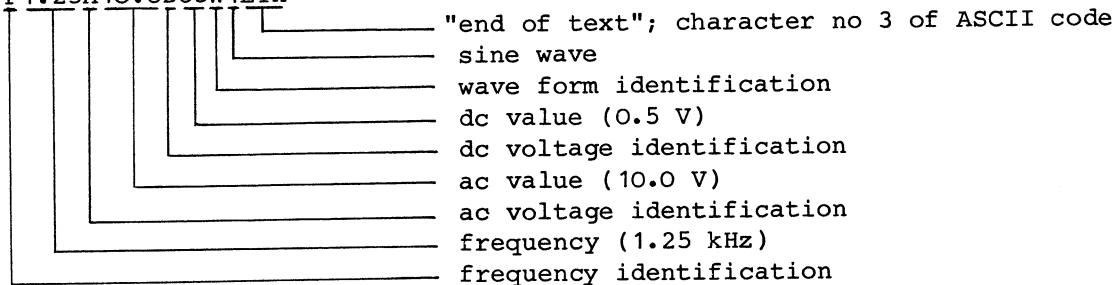 "end of text"; character no 3 of ASCII code
sine wave
wave form identification
dc value (0.5 V)
dc voltage identification
ac value (10.0 V)
ac voltage identification
frequency (1.25 kHz)
frequency identification